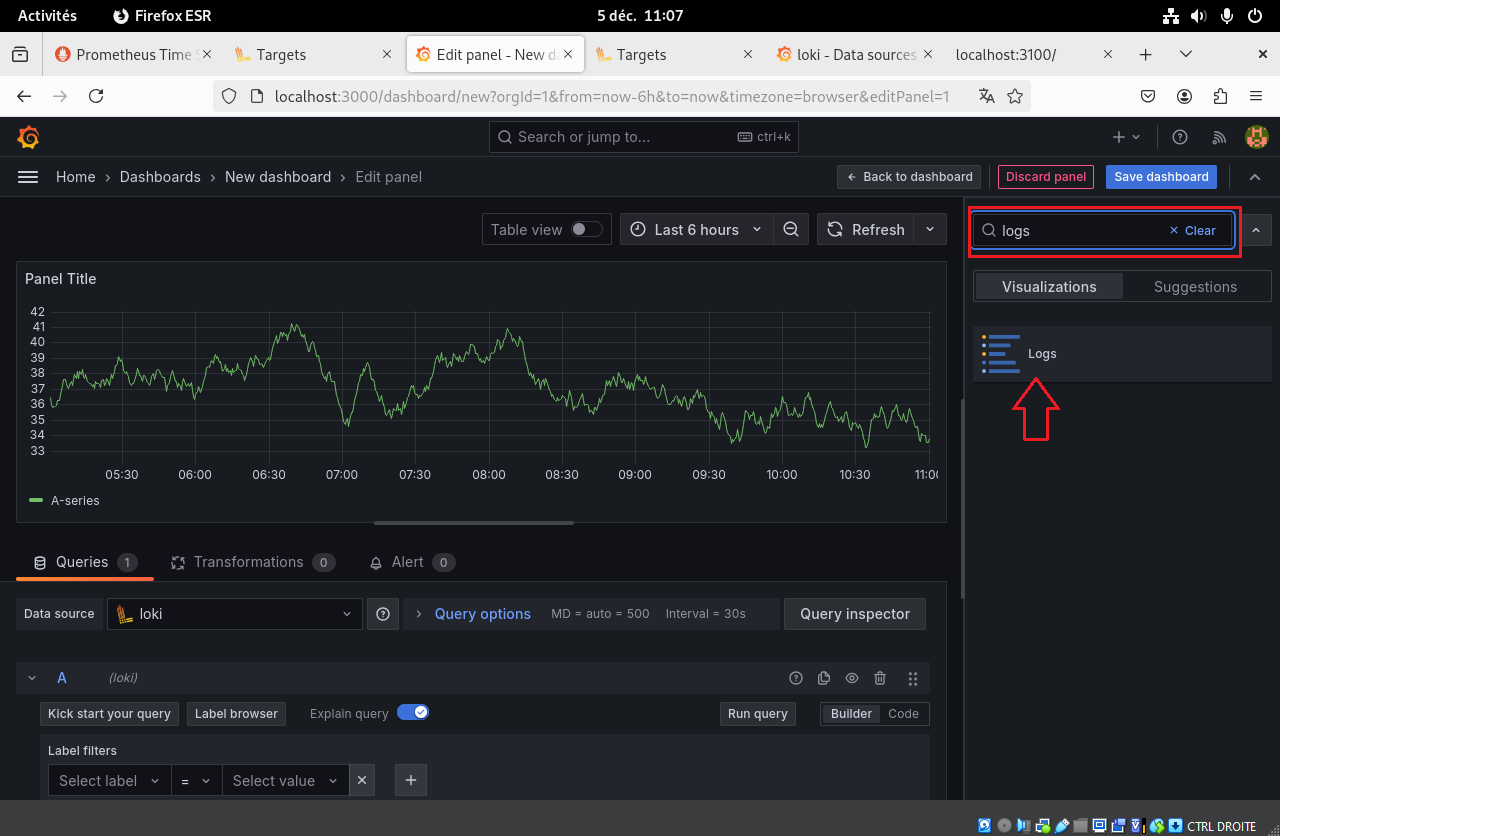 Activités Firefox ESR 5 déc. 11:07
Prometheus Time S Targets Edit panel - New da Targets loki - Data sources localhost:3100/
localhost:3000/dashboard/new?orgId=1&from=now-6h&to=now&timezone=browser&editPanel=1
Search or jump to... ctrl+k
Home › Dashboards › New dashboard › Edit panel Back to dashboard Discard panel Save dashboard
Table view Last 6 hours Refresh logs Clear
Panel Title
Visualizations Suggestions
Logs
42
41
40
39
38
37
36
35
34
33
05:30 06:00 06:30 07:00 07:30 08:00 08:30 09:00 09:30 10:00 10:30 11:00
A-series
Queries 1 Transformations 0 Alert 0
Data source loki Query options MD = auto = 500 Interval = 30s Query inspector
A (loki)
Kick start your query Label browser Explain query Run query Builder Code
Label filters
Select label = Select value
CTRL DROITE